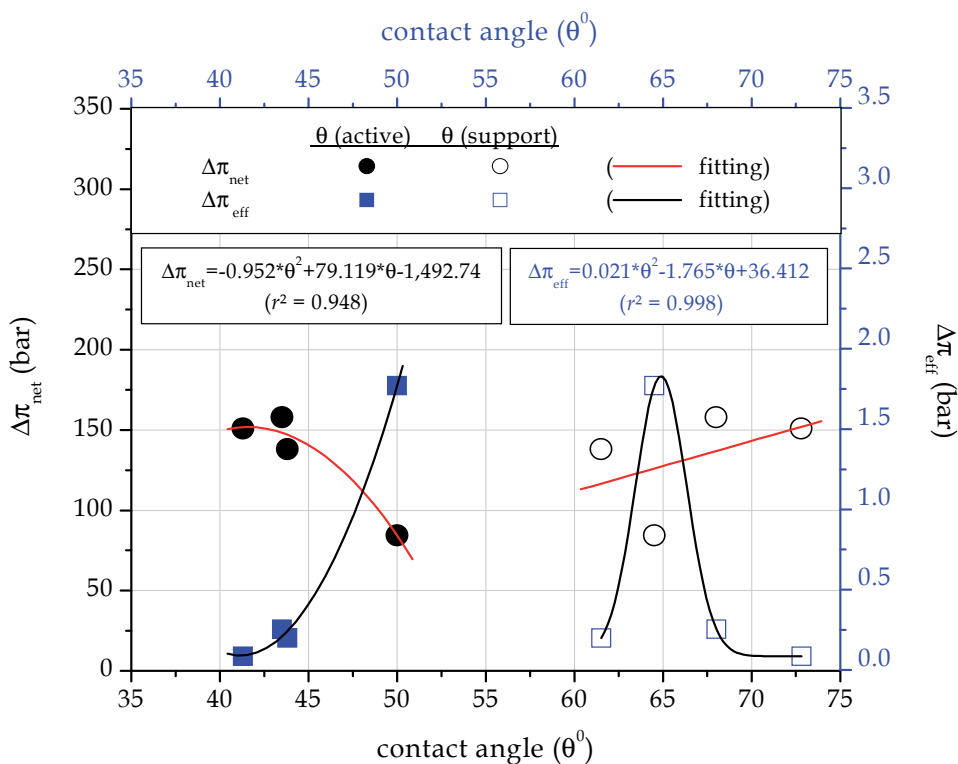 contact angle (θ⁰)
35 40 45 50 55 60 65 70 75
350
300
250
200
150
100
50
0
Δπnet (bar)
θ (active) θ (support)
Δπnet ( fitting)
Δπeff ( fitting)
Δπnet=-0.952*θ²+79.119*θ-1,492.74
(r² = 0.948)
Δπeff=0.021*θ²-1.765*θ+36.412
(r² = 0.998)
3.5
3.0
2.5
2.0
1.5
1.0
0.5
0.0
Δπeff (bar)
35 40 45 50 55 60 65 70 75
contact angle (θ⁰)